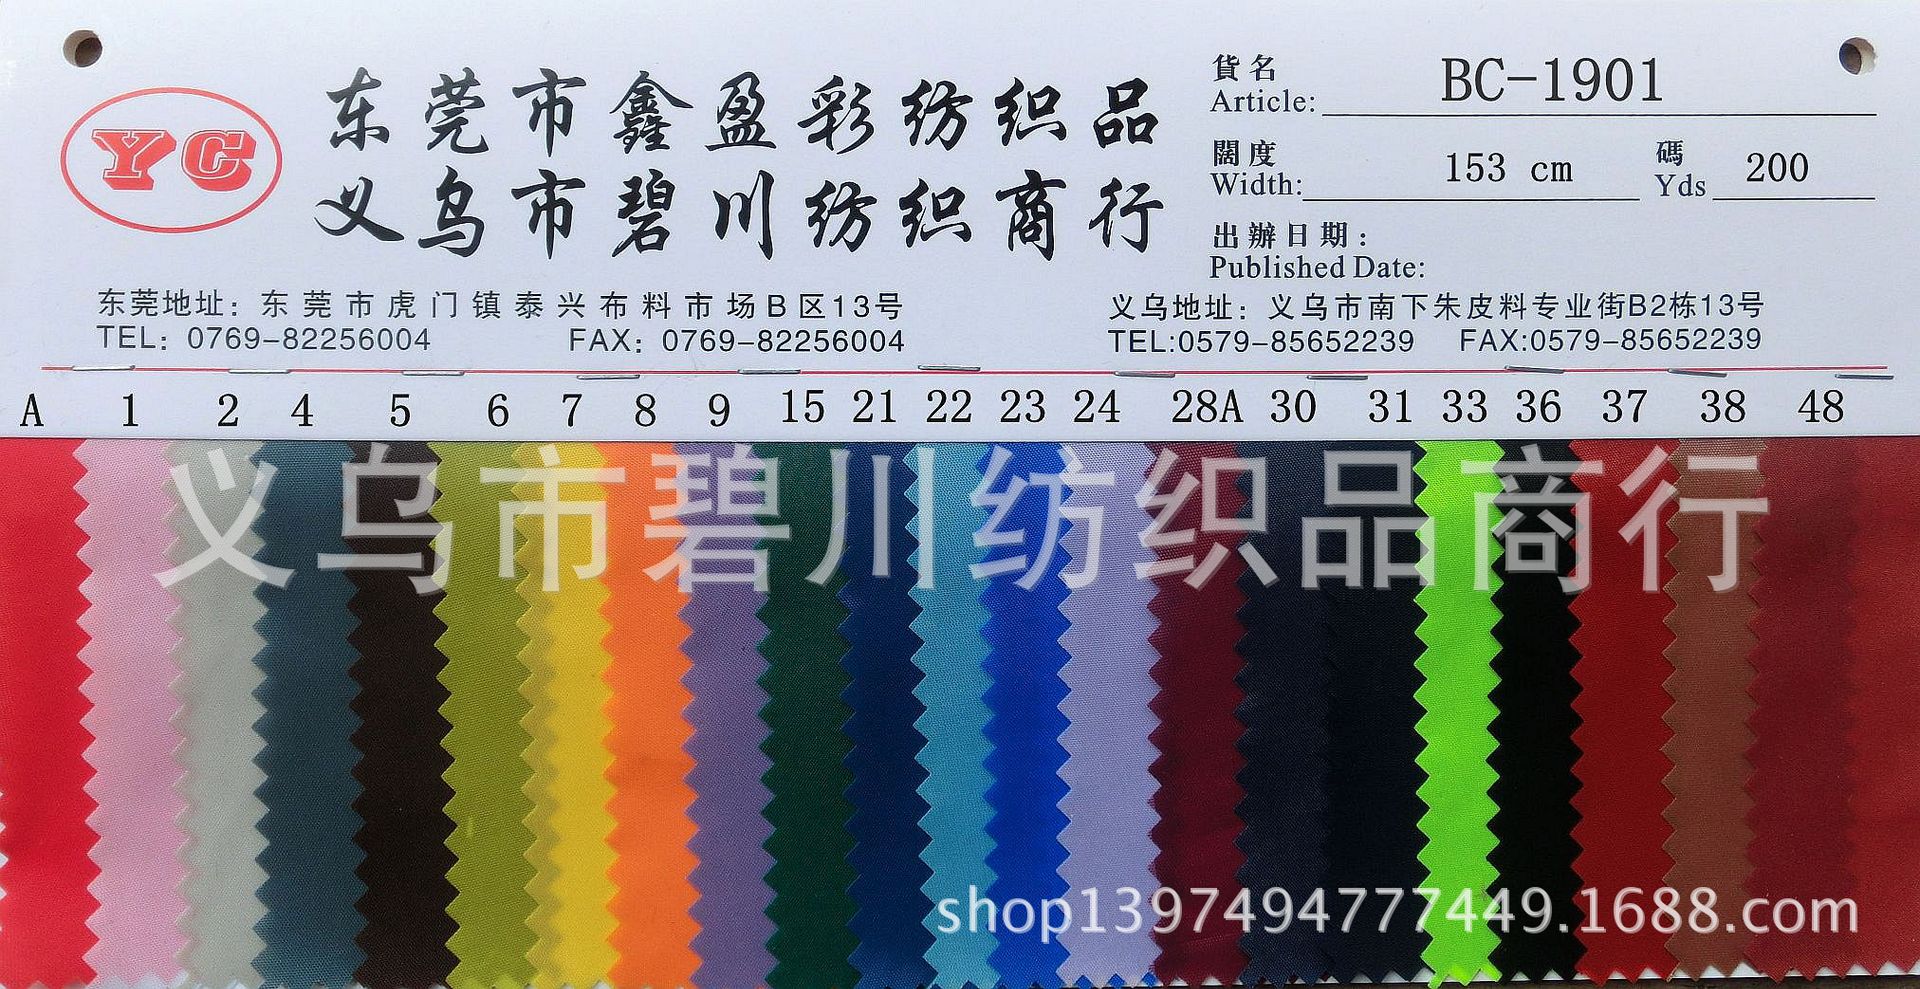 YC
东莞市鑫盈彩纺织品
义乌市碧川纺织商行
貨名
Article: BC-1901
闊度 碼
Width: 153 cm Yds 200
出辦日期:
Published Date:
东莞地址: 东莞市虎门镇泰兴布料市场B区13号
TEL: 0769-82256004 FAX: 0769-82256004
义乌地址: 义乌市南下朱皮料专业街B2栋13号
TEL:0579-85652239 FAX:0579-85652239
A 1 2 4 5 6 7 8 9 15 21 22 23 24 28A 30 31 33 36 37 38 48
义乌市碧川纺织品商行
shop1397494777449.1688.com